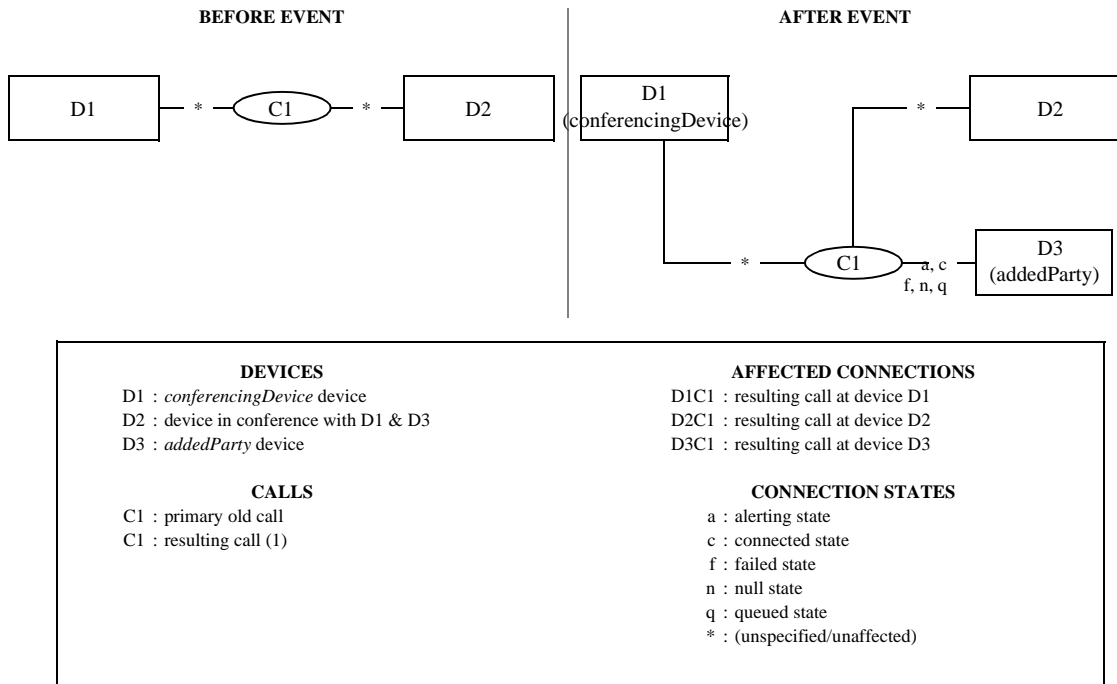 BEFORE EVENT
AFTER EVENT
D1
*
C1
*
D2
D1
(conferencingDevice)
*
D2
*
C1
a, c
f, n, q
D3
(addedParty)
DEVICES
D1 : conferencingDevice device
D2 : device in conference with D1 & D3
D3 : addedParty device
CALLS
C1 : primary old call
C1 : resulting call (1)
AFFECTED CONNECTIONS
D1C1 : resulting call at device D1
D2C1 : resulting call at device D2
D3C1 : resulting call at device D3
CONNECTION STATES
a : alerting state
c : connected state
f : failed state
n : null state
q : queued state
* : (unspecified/unaffected)